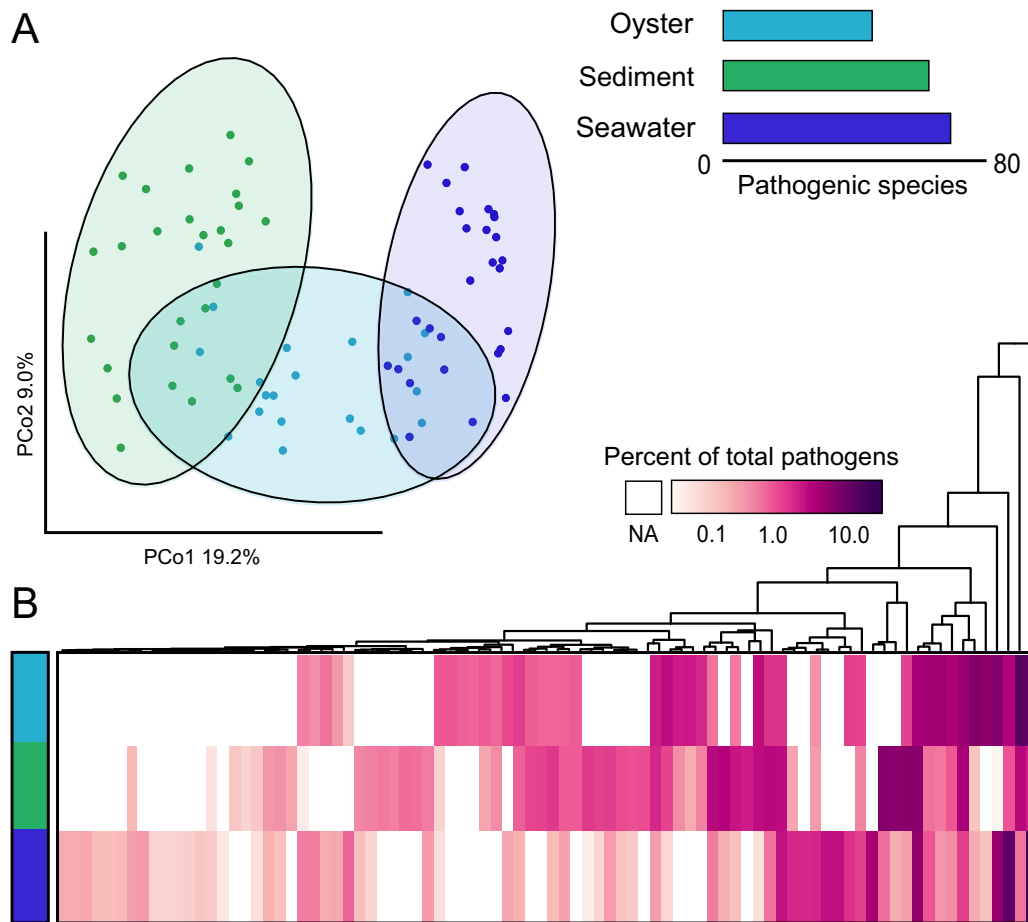 A
Oyster
Sediment
Seawater
0 80
Pathogenic species
PCo2 9.0%
PCo1 19.2%
Percent of total pathogens
NA 0.1 1.0 10.0
B